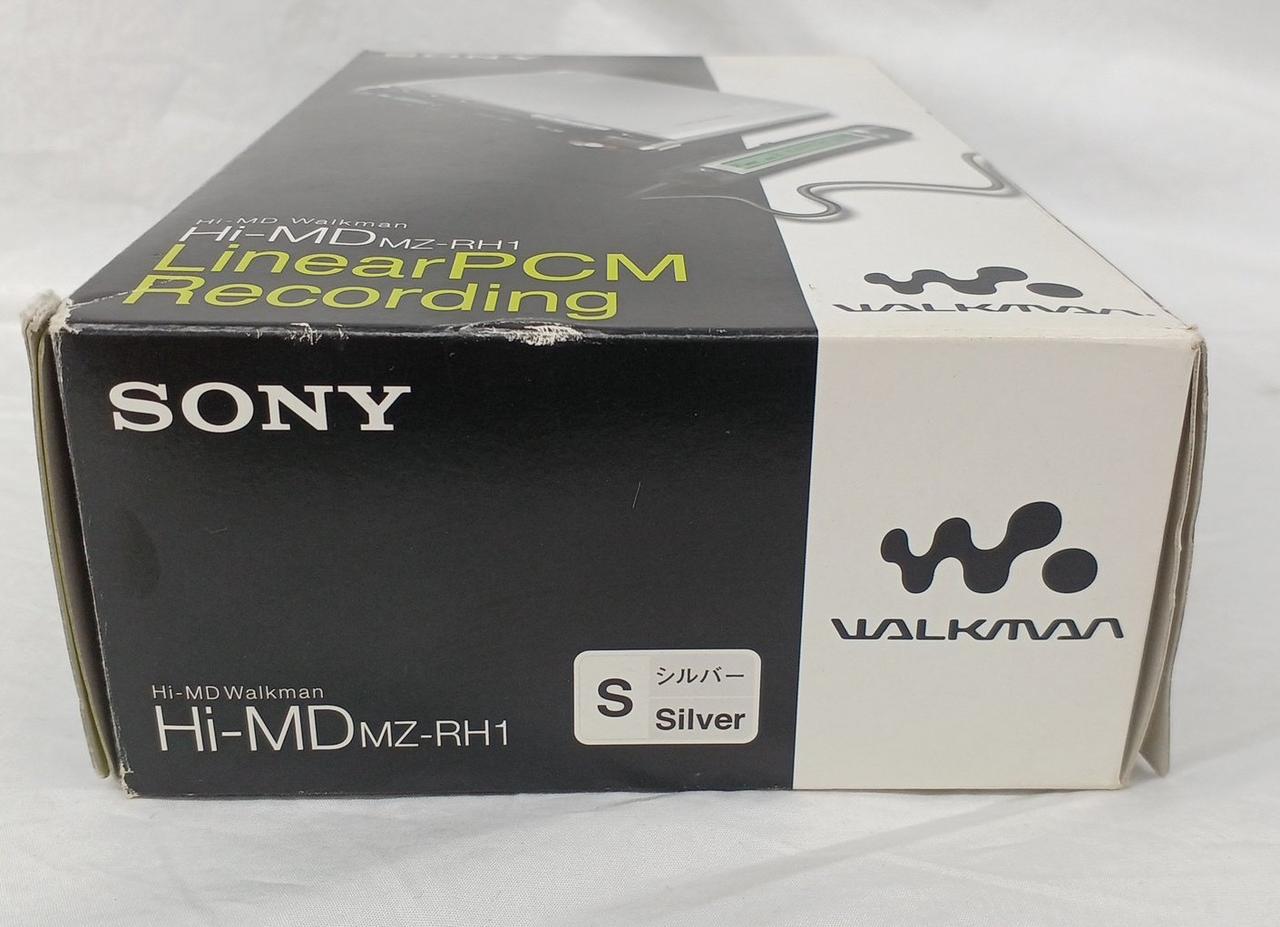 SONY
Hi-MD Walkman
Hi-MD MZ-RH1
LinearPCM
Recording
WALKMAN
SONY
WALKMAN
Hi-MD Walkman
Hi-MD MZ-RH1
S
シルバー
Silver